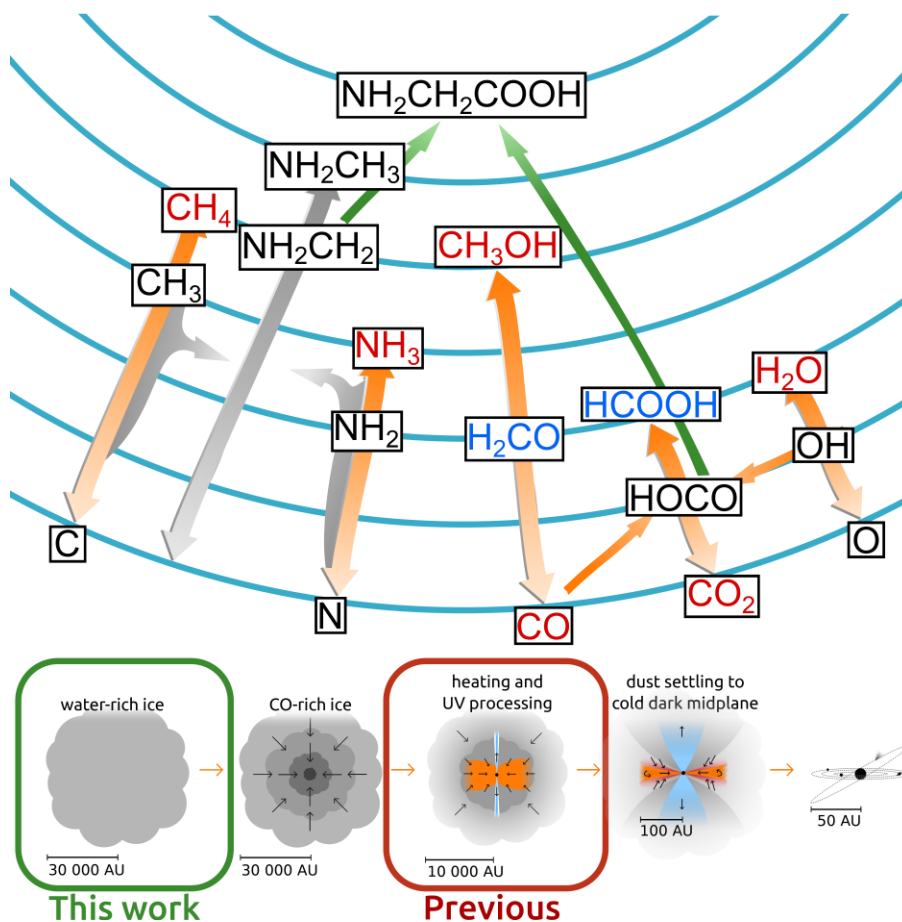 NH₂CH₂COOH
NH₂CH₃
CH₄
NH₂CH₂
CH₃OH
CH₃
NH₃
H₂O
HCOOH
NH₂
H₂CO
OH
HOCO
C
O
N
CO
CO₂
water-rich ice
CO-rich ice
heating and
UV processing
dust settling to
cold dark midplane
30 000 AU
30 000 AU
10 000 AU
100 AU
50 AU
This work
Previous